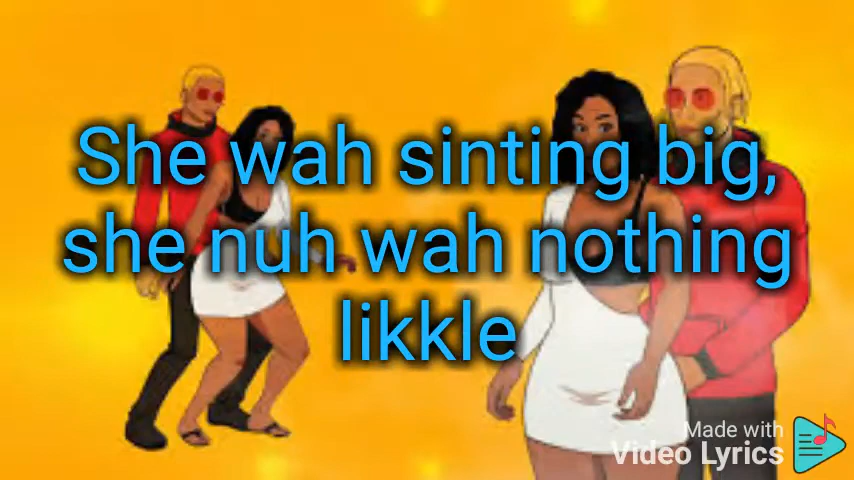 She wah sinting big,
she nuh wah nothing
likkle
Made with
Video Lyrics